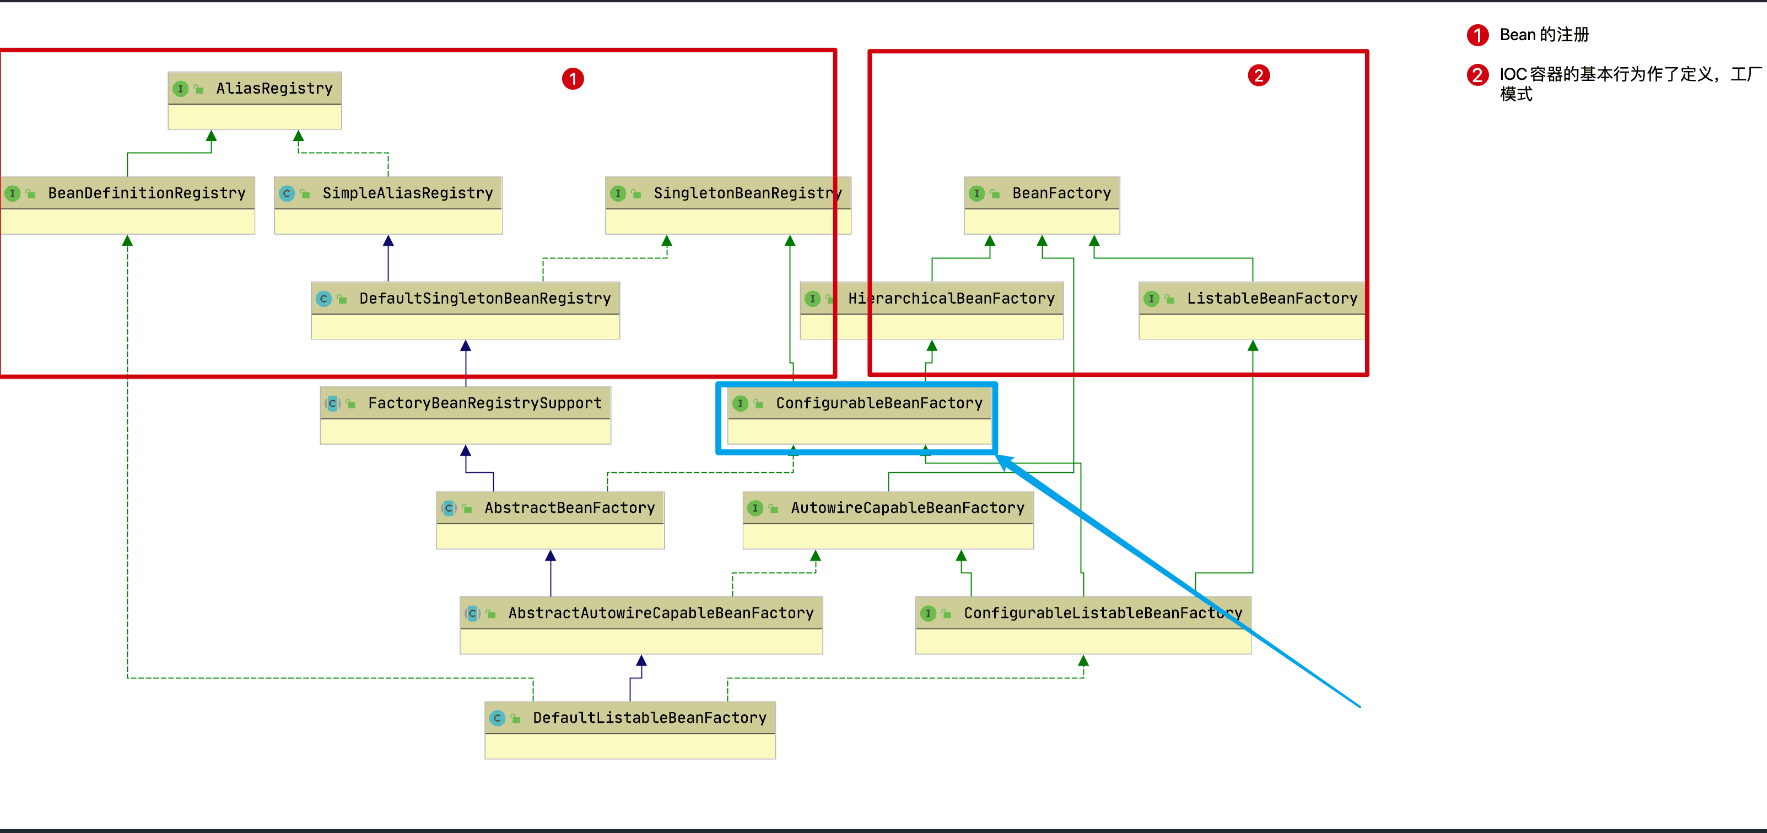 1 Bean 的注册
2 IOC 容器的基本行为作了定义，工厂
模式
1
2
I AliasRegistry
I BeanDefinitionRegistry
C SimpleAliasRegistry
I SingletonBeanRegistry
I BeanFactory
C DefaultSingletonBeanRegistry
I HierarchicalBeanFactory
I ListableBeanFactory
C FactoryBeanRegistrySupport
I ConfigurableBeanFactory
C AbstractBeanFactory
I AutowireCapableBeanFactory
C AbstractAutowireCapableBeanFactory
I ConfigurableListableBeanFactory
C DefaultListableBeanFactory